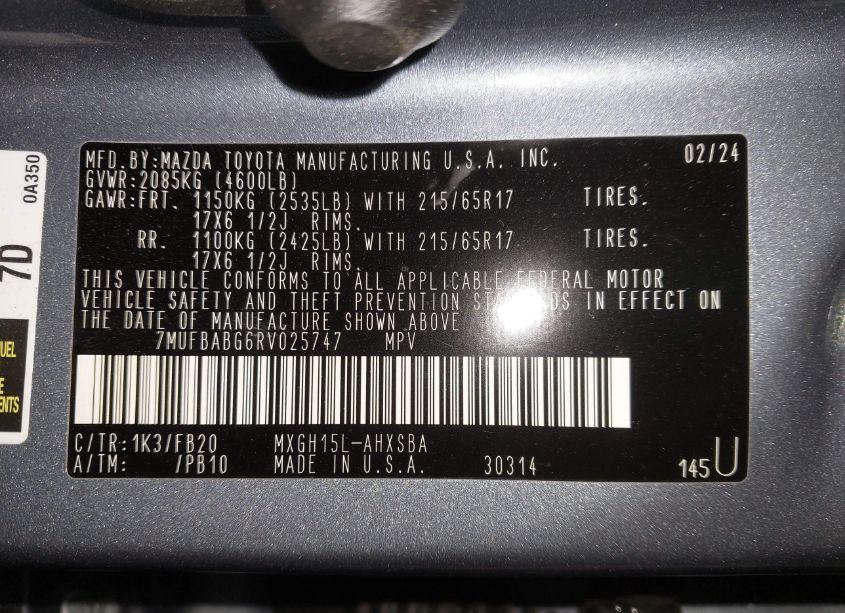 MFD.BY:MAZDA TOYOTA MANUFACTURING U.S.A. INC. 02/24
GVWR:2085KG (4600LB)
GAWR:FRT. 1150KG (2535LB) WITH 215/65R17 TIRES.
17X6 1/2J RIMS.
RR. 1100KG (2425LB) WITH 215/65R17 TIRES.
17X6 1/2J RIMS.
THIS VEHICLE CONFORMS TO ALL APPLICABLE FEDERAL MOTOR
VEHICLE SAFETY AND THEFT PREVENTION STANDARDS IN EFFECT ON
THE DATE OF MANUFACTURE SHOWN ABOVE
7MUFBABG6RV025747 MPV
C/TR:1K3/FB20 MXGH15L-AHXSBA
A/TM: /PB10 MADE IN U.S.A. 30314
145U
0A350
7D